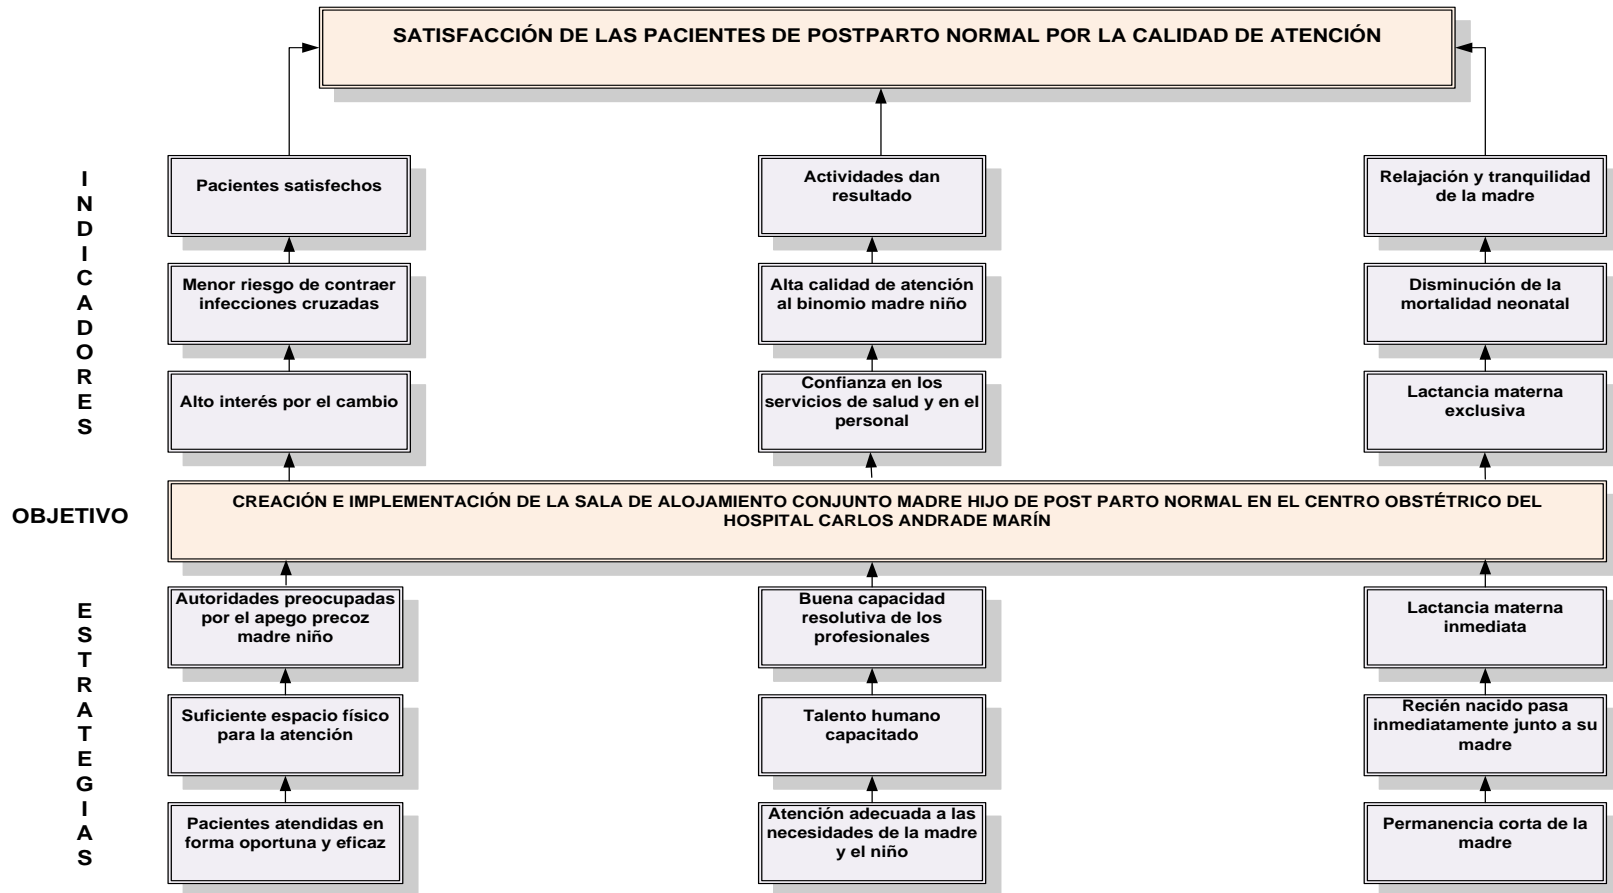 SATISFACCIÓN DE LAS PACIENTES DE POSTPARTO NORMAL POR LA CALIDAD DE ATENCIÓN
INDICADORES
Pacientes satisfechos
Actividades dan
resultado
Relajación y tranquilidad
de la madre
Menor riesgo de contraer
infecciones cruzadas
Alta calidad de atención
al binomio madre niño
Disminución de la
mortalidad neonatal
Alto interés por el cambio
Confianza en los
servicios de salud y en el
personal
Lactancia materna
exclusiva
OBJETIVO
CREACIÓN E IMPLEMENTACIÓN DE LA SALA DE ALOJAMIENTO CONJUNTO MADRE HIJO DE POST PARTO NORMAL EN EL CENTRO OBSTÉTRICO DEL
HOSPITAL CARLOS ANDRADE MARÍN
ESTRATEGIAS
Autoridades preocupadas
por el apego precoz
madre niño
Buena capacidad
resolutiva de los
profesionales
Lactancia materna
inmediata
Suficiente espacio físico
para la atención
Talento humano
capacitado
Recién nacido pasa
inmediatamente junto a su
madre
Pacientes atendidas en
forma oportuna y eficaz
Atención adecuada a las
necesidades de la madre
y el niño
Permanencia corta de la
madre